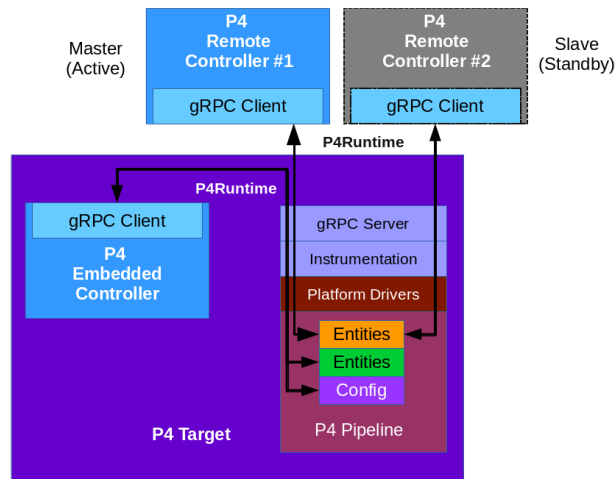 Master
(Active)
P4
Remote
Controller #1
gRPC Client
P4
Remote
Controller #2
gRPC Client
Slave
(Standby)
P4Runtime
P4Runtime
gRPC Client
P4
Embedded
Controller
gRPC Server
Instrumentation
Platform Drivers
Entities
Entities
Config
P4 Pipeline
P4 Target